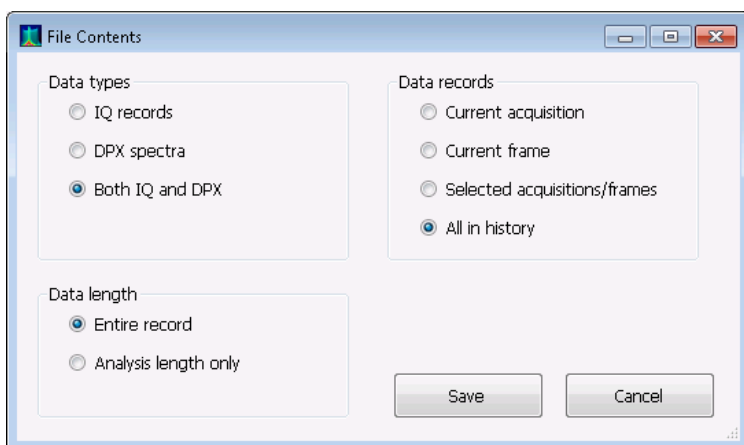 File Contents
Data types
IQ records
DPX spectra
Both IQ and DPX
Data records
Current acquisition
Current frame
Selected acquisitions/frames
All in history
Data length
Entire record
Analysis length only
Save
Cancel